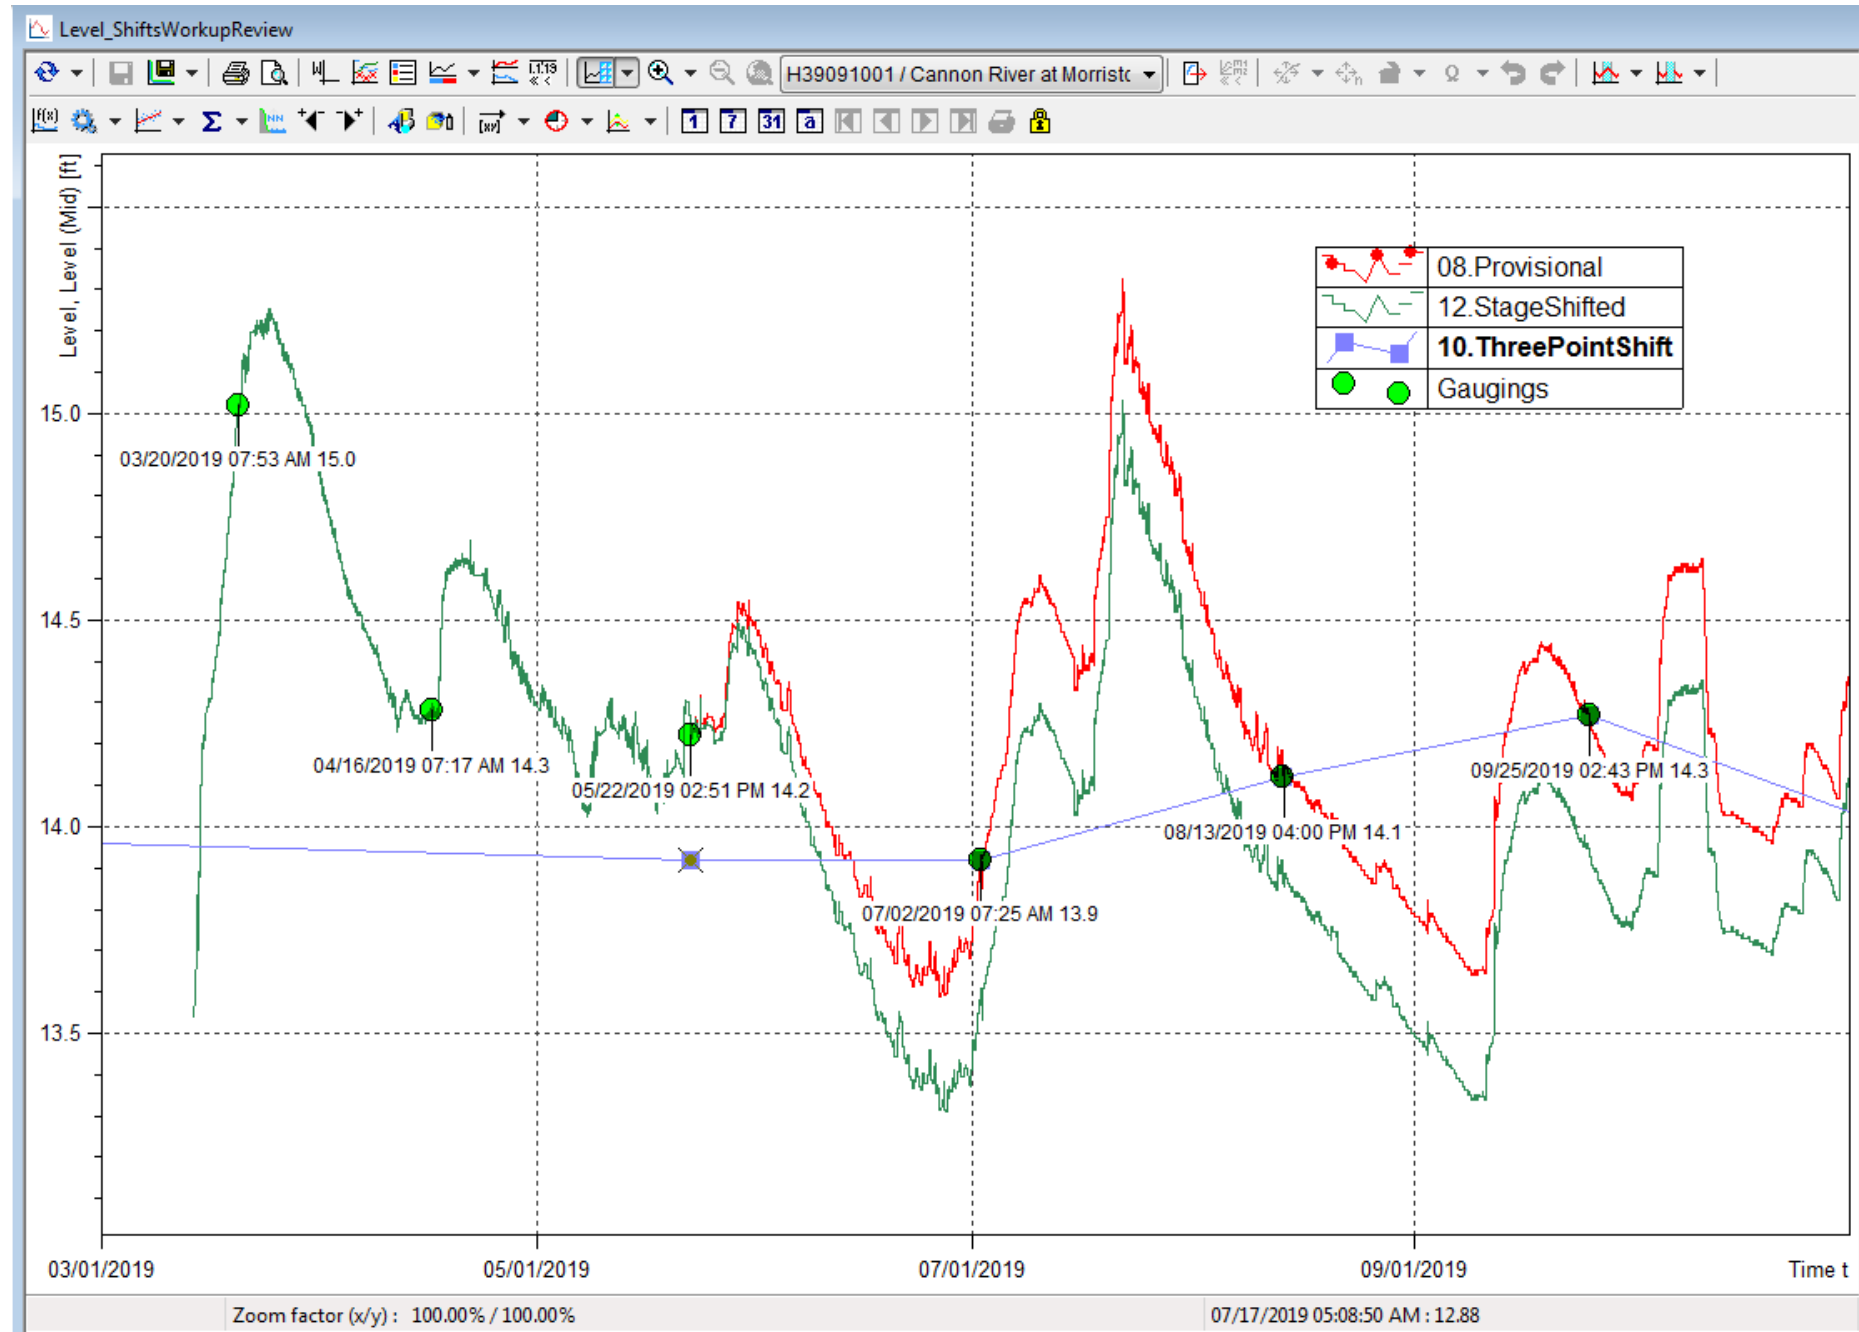 Level_ShiftsWorkupReview
H39091001 / Cannon River at Morristc
1 7 31 a
Level, Level (Mid) [ft]
08.Provisional
12.StageShifted
10.ThreePointShift
Gaugings
15.0
03/20/2019 07:53 AM 15.0
14.5
04/16/2019 07:17 AM 14.3
05/22/2019 02:51 PM 14.2
09/25/2019 02:43 PM 14.3
14.0
08/13/2019 04:00 PM 14.1
07/02/2019 07:25 AM 13.9
13.5
03/01/2019 05/01/2019 07/01/2019 09/01/2019 Time t
Zoom factor (x/y) : 100.00% / 100.00% 07/17/2019 05:08:50 AM : 12.88